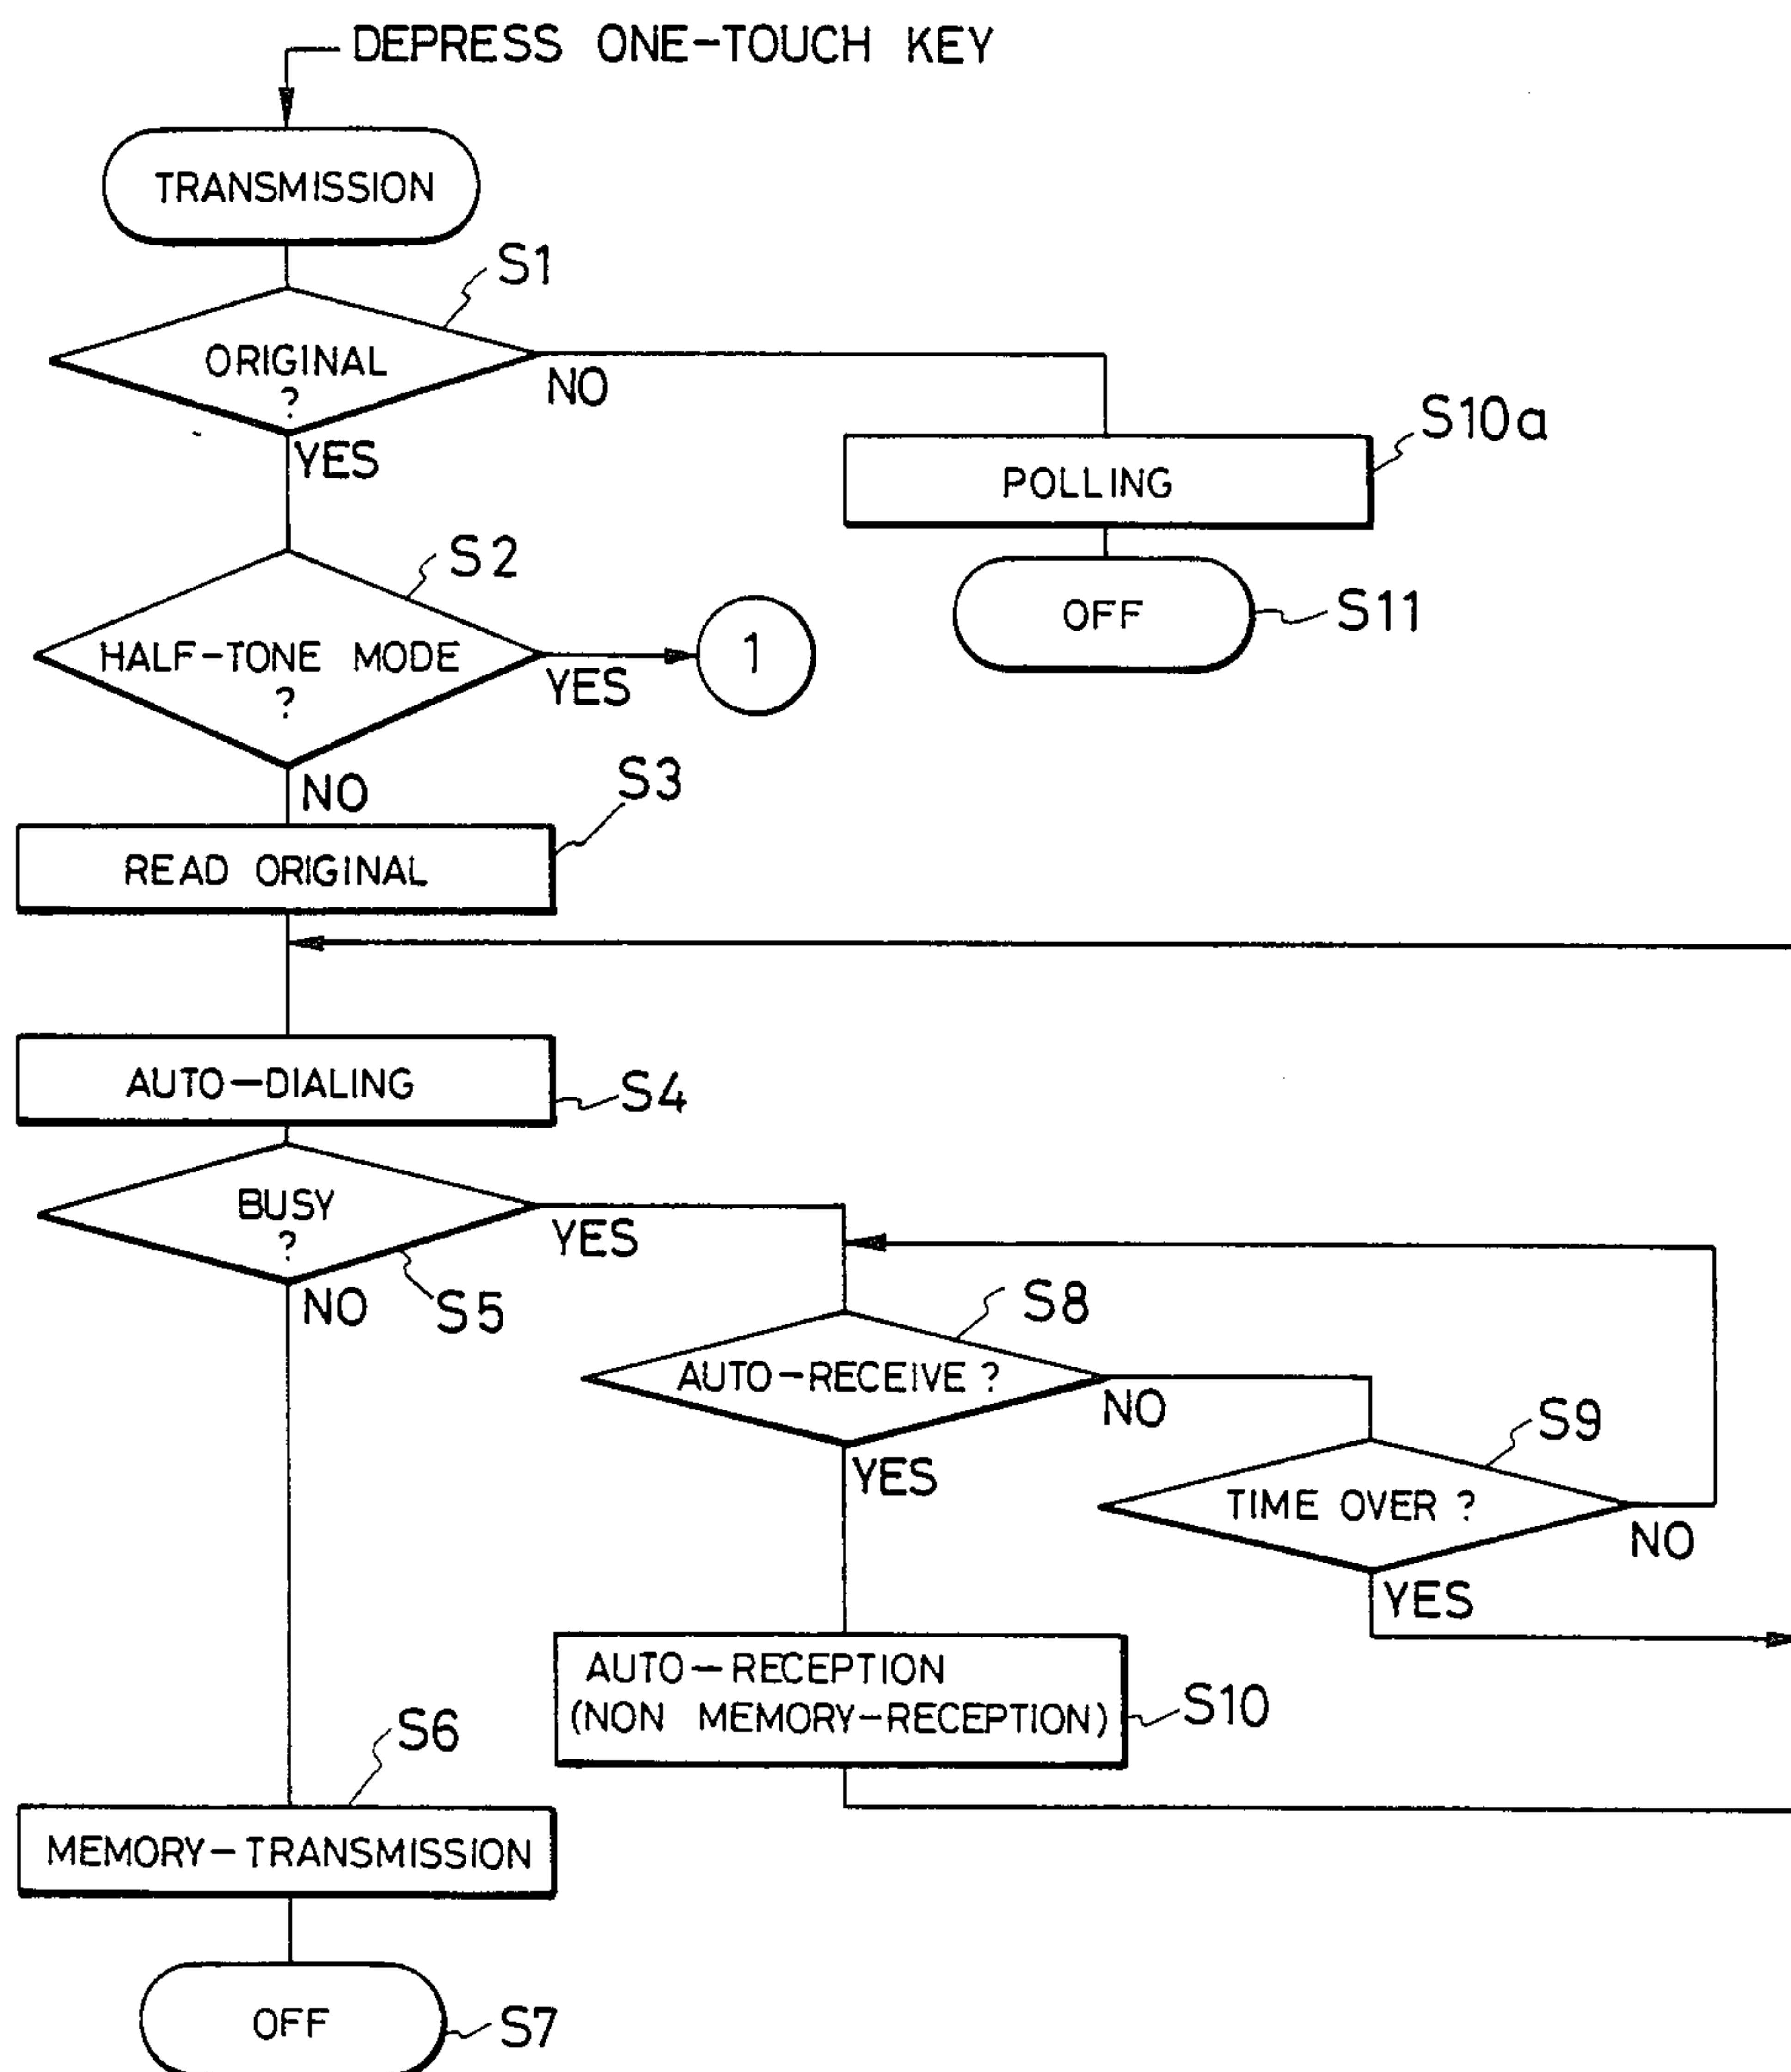 DEPRESS ONE-TOUCH KEY
TRANSMISSION
S1
ORIGINAL
?
NO
YES
S10a
POLLING
S2
HALF-TONE MODE
?
YES
1
OFF
S11
NO
S3
READ ORIGINAL
AUTO-DIALING
S4
BUSY
?
YES
NO
S5
S8
AUTO-RECEIVE ?
NO
YES
S9
TIME OVER ?
NO
YES
AUTO-RECEPTION
(NON MEMORY-RECEPTION)
S10
S6
MEMORY-TRANSMISSION
OFF
S7